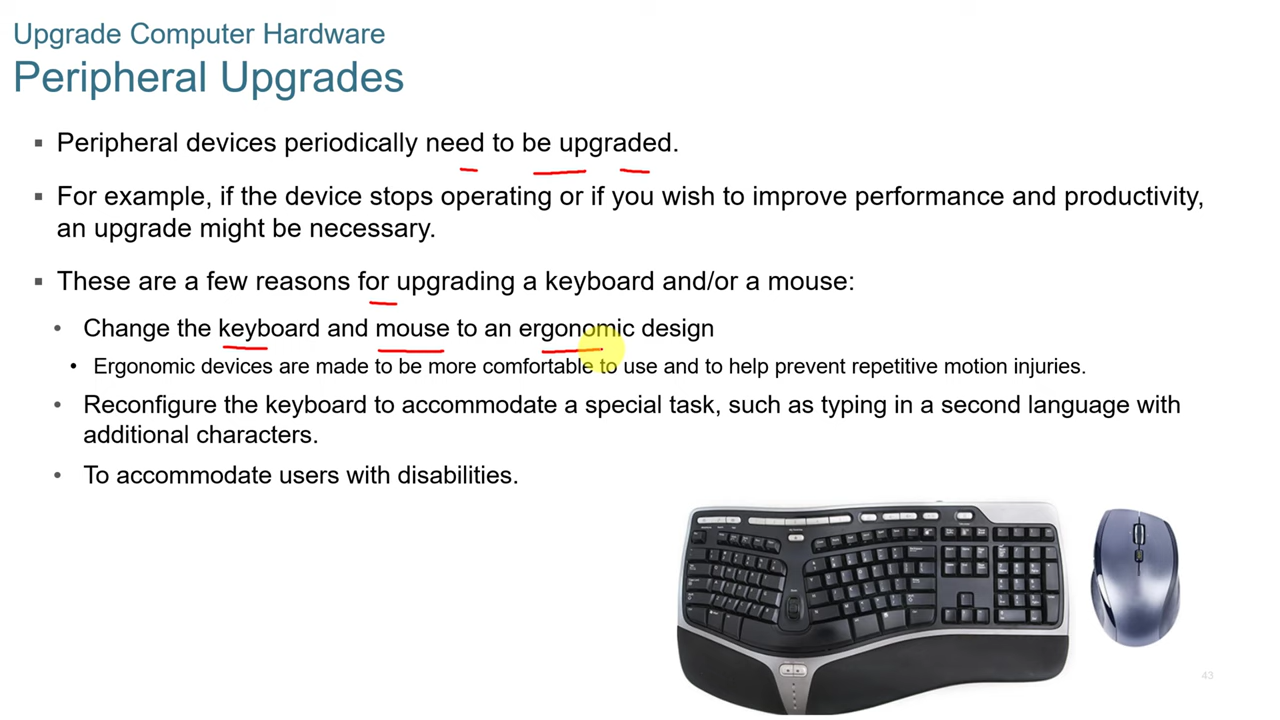 Upgrade Computer Hardware
Peripheral Upgrades
▪ Peripheral devices periodically need to be upgraded.
▪ For example, if the device stops operating or if you wish to improve performance and productivity,
an upgrade might be necessary.
▪ These are a few reasons for upgrading a keyboard and/or a mouse:
• Change the keyboard and mouse to an ergonomic design
• Ergonomic devices are made to be more comfortable to use and to help prevent repetitive motion injuries.
• Reconfigure the keyboard to accommodate a special task, such as typing in a second language with
additional characters.
• To accommodate users with disabilities.
43